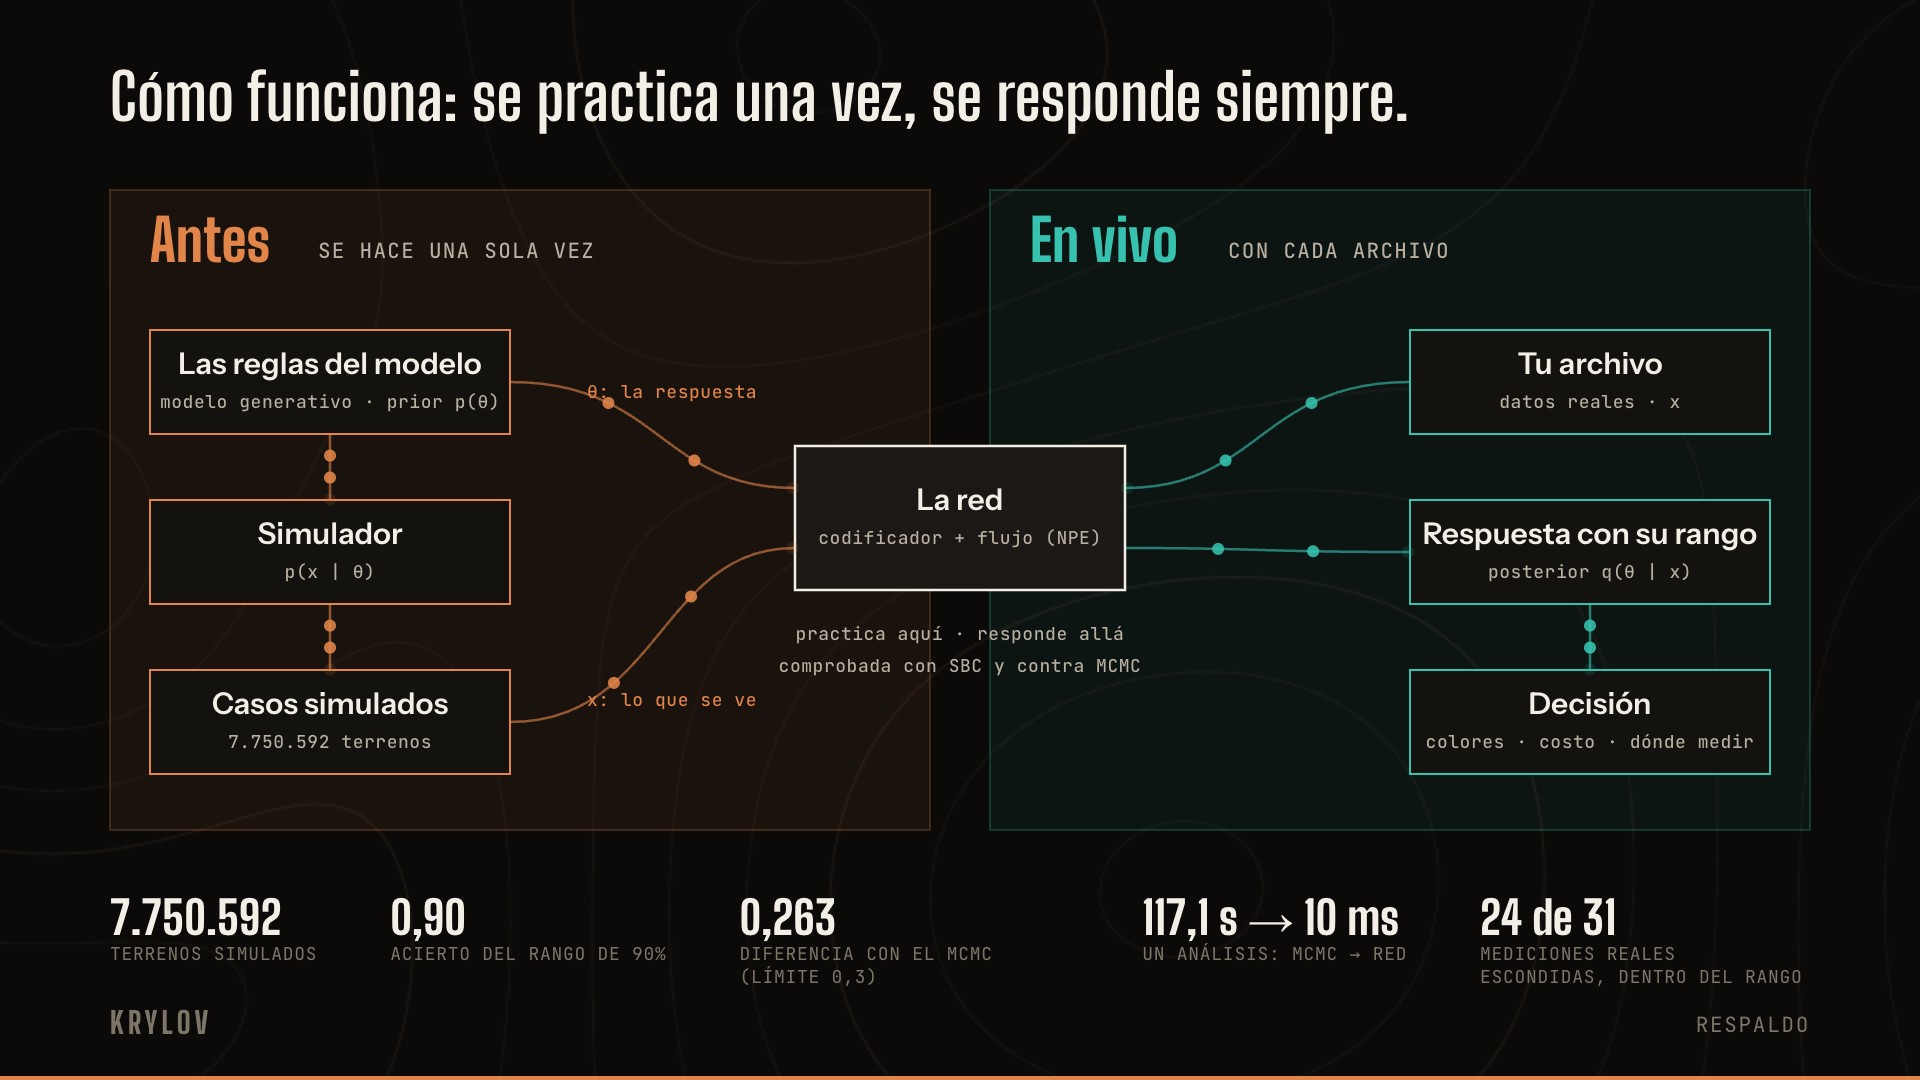 Cómo funciona: se practica una vez, se responde siempre.
Antes
SE HACE UNA SOLA VEZ
Las reglas del modelo
modelo generativo · prior p(θ)
θ: la respuesta
Simulador
p(x | θ)
Casos simulados
7.750.592 terrenos
x: lo que se ve
La red
codificador + flujo (NPE)
practica aquí · responde allá
comprobada con SBC y contra MCMC
En vivo
CON CADA ARCHIVO
Tu archivo
datos reales · x
Respuesta con su rango
posterior q(θ | x)
Decisión
colores · costo · dónde medir
7.750.592
TERRENOS SIMULADOS
0,90
ACIERTO DEL RANGO DE 90%
0,263
DIFERENCIA CON EL MCMC
(LÍMITE 0,3)
117,1 s → 10 ms
UN ANÁLISIS: MCMC → RED
24 de 31
MEDICIONES REALES
ESCONDIDAS, DENTRO DEL RANGO
KRYLOV
RESPALDO